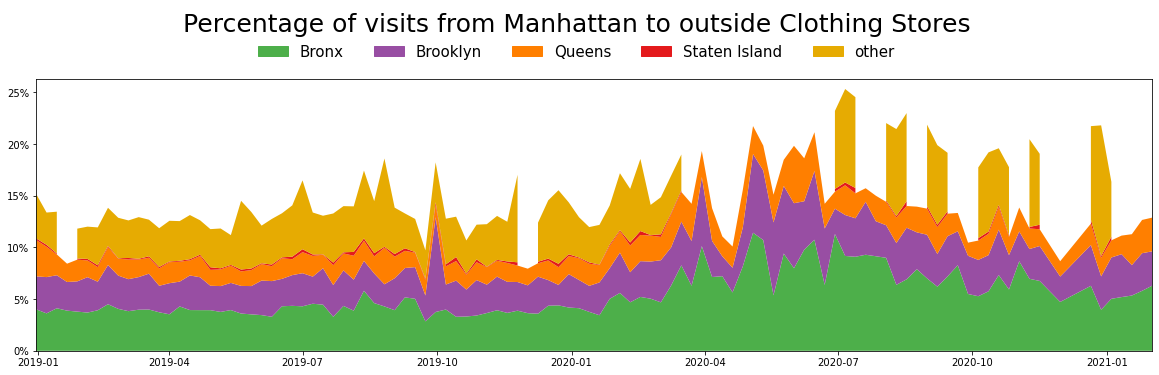 Percentage of visits from Manhattan to outside Clothing Stores
Bronx Brooklyn Queens Staten Island other
25%
20%
15%
10%
5%
0%
2019-01 2019-04 2019-07 2019-10 2020-01 2020-04 2020-07 2020-10 2021-01